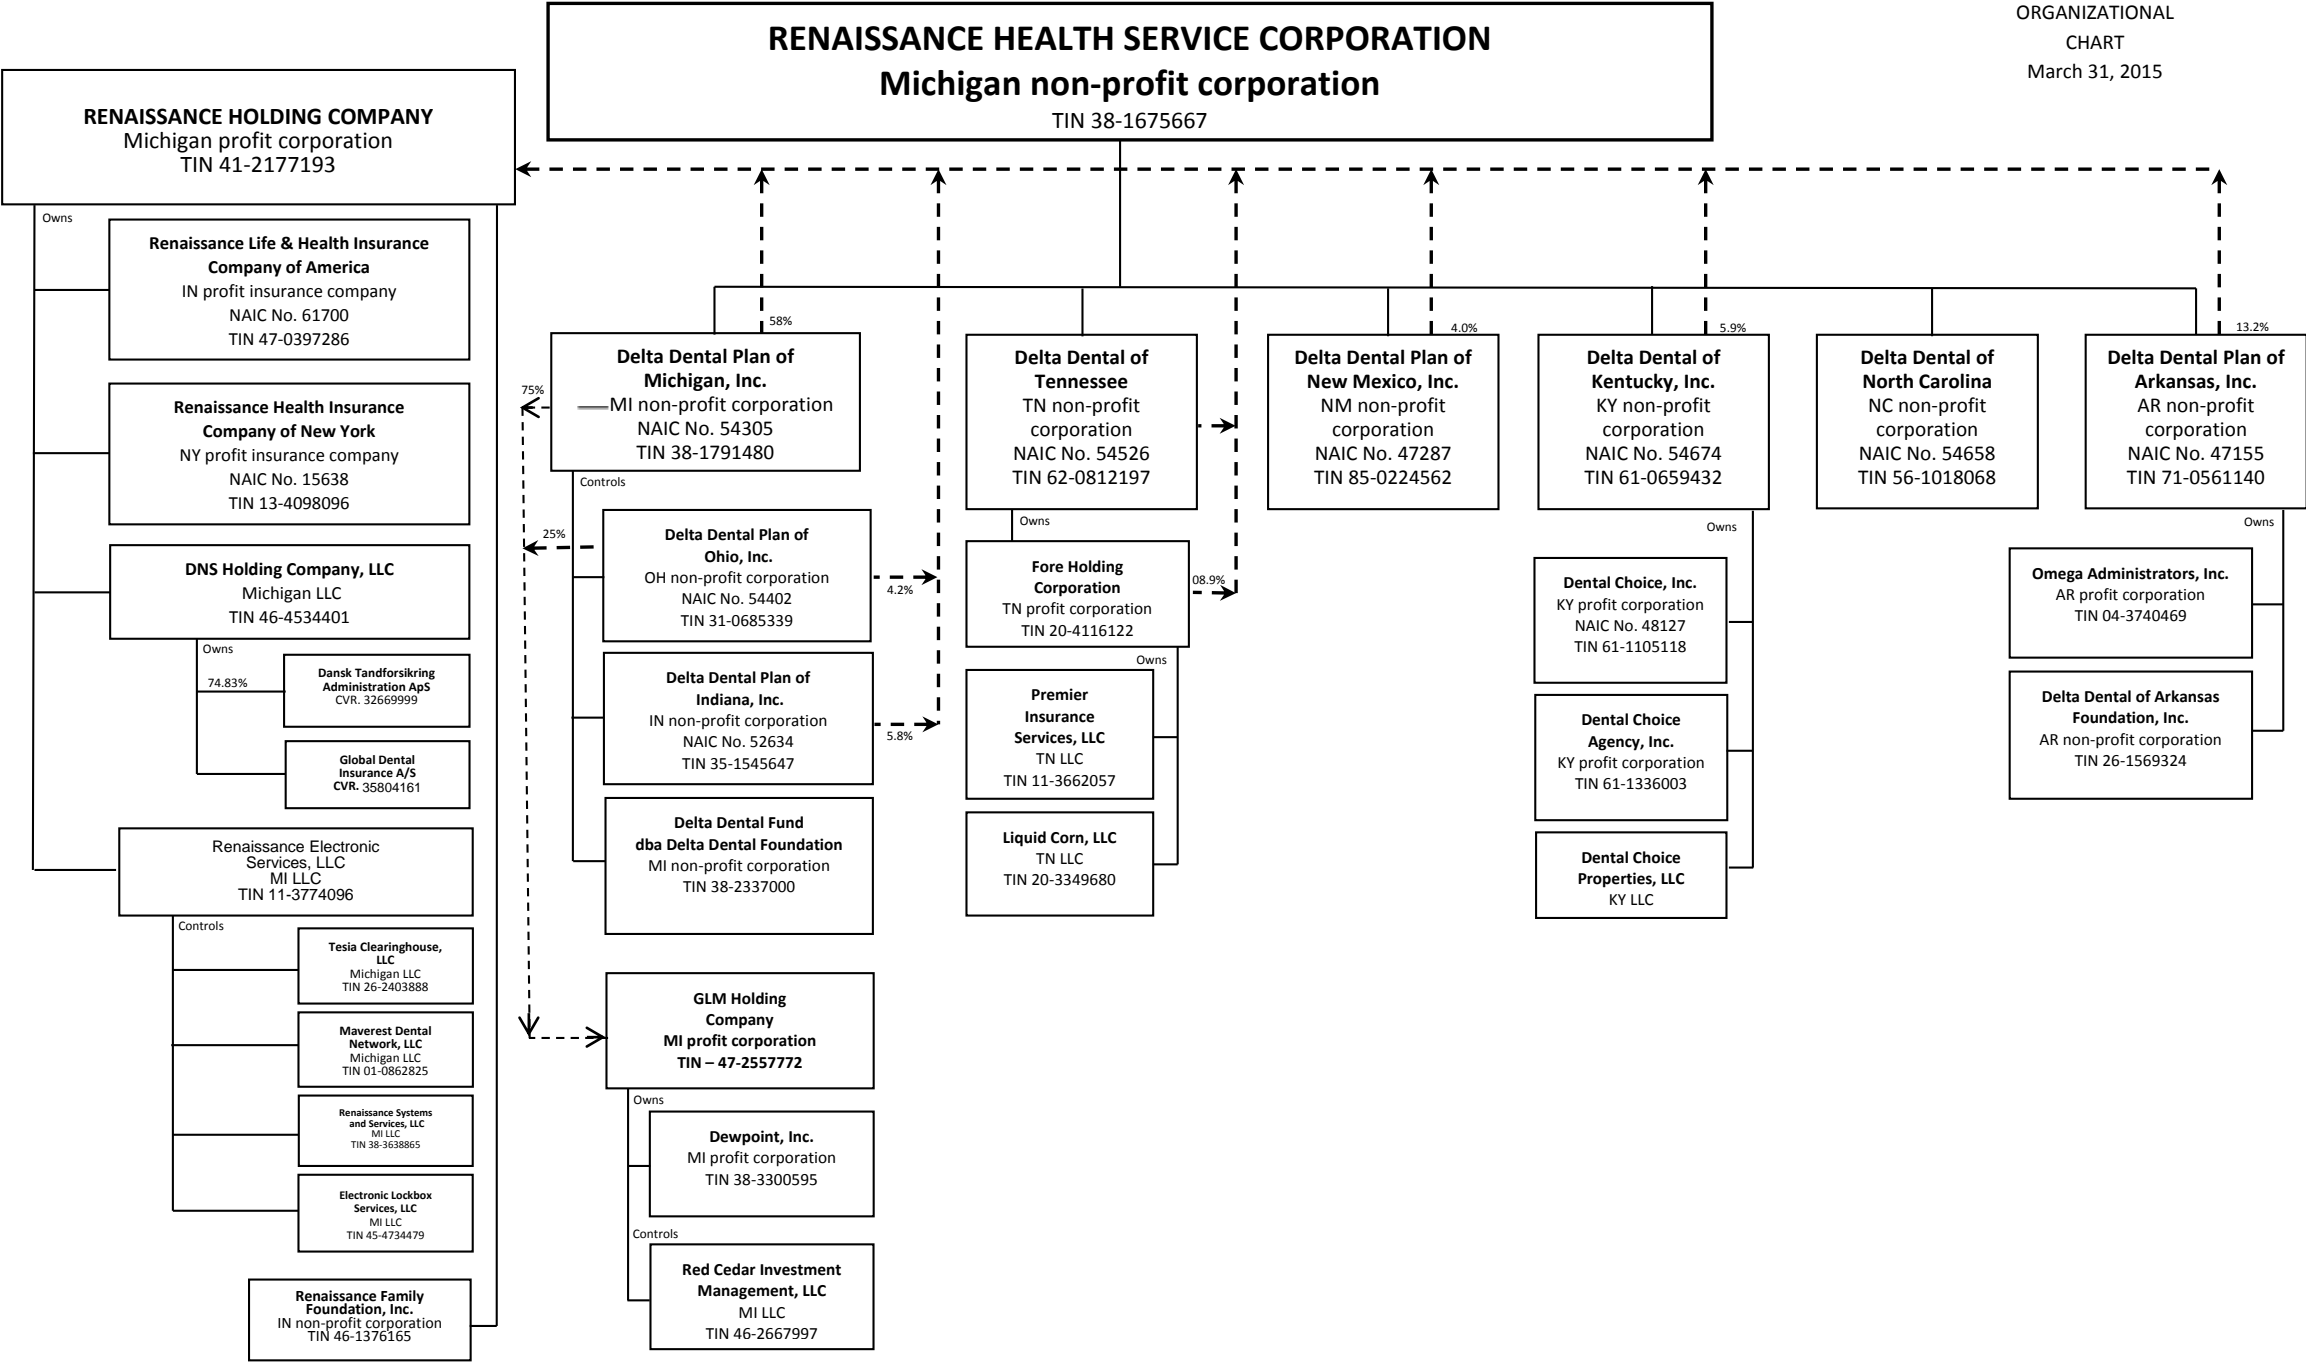 RENAISSANCE HEALTH SERVICE CORPORATION
Michigan non-profit corporation
TIN 38-1675667
ORGANIZATIONAL
CHART
March 31, 2015
RENAISSANCE HOLDING COMPANY
Michigan profit corporation
TIN 41-2177193
Owns
Renaissance Life & Health Insurance
Company of America
IN profit insurance company
NAIC No. 61700
TIN 47-0397286
Renaissance Health Insurance
Company of New York
NY profit insurance company
NAIC No. 15638
TIN 13-4098096
DNS Holding Company, LLC
Michigan LLC
TIN 46-4534401
Owns
74.83%
Dansk Tandforsikring
Administration ApS
CVR. 32669999
Global Dental
Insurance A/S
CVR. 35804161
Renaissance Electronic
Services, LLC
MI LLC
TIN 11-3774096
Controls
Tesia Clearinghouse,
LLC
Michigan LLC
TIN 26-2403888
Maverest Dental
Network, LLC
Michigan LLC
TIN 01-0862825
Renaissance Systems
and Services, LLC
MI LLC
TIN 38-3638865
Electronic Lockbox
Services, LLC
MI LLC
TIN 45-4734479
Renaissance Family
Foundation, Inc.
IN non-profit corporation
TIN 46-1376165
58%
75%
Delta Dental Plan of
Michigan, Inc.
MI non-profit corporation
NAIC No. 54305
TIN 38-1791480
Controls
25%
Delta Dental Plan of
Ohio, Inc.
OH non-profit corporation
NAIC No. 54402
TIN 31-0685339
4.2%
Delta Dental Plan of
Indiana, Inc.
IN non-profit corporation
NAIC No. 52634
TIN 35-1545647
5.8%
Delta Dental Fund
dba Delta Dental Foundation
MI non-profit corporation
TIN 38-2337000
GLM Holding
Company
MI profit corporation
TIN – 47-2557772
Owns
Dewpoint, Inc.
MI profit corporation
TIN 38-3300595
Controls
Red Cedar Investment
Management, LLC
MI LLC
TIN 46-2667997
Delta Dental of
Tennessee
TN non-profit
corporation
NAIC No. 54526
TIN 62-0812197
Owns
Fore Holding
Corporation
TN profit corporation
TIN 20-4116122
08.9%
Owns
Premier
Insurance
Services, LLC
TN LLC
TIN 11-3662057
Liquid Corn, LLC
TN LLC
TIN 20-3349680
4.0%
Delta Dental Plan of
New Mexico, Inc.
NM non-profit
corporation
NAIC No. 47287
TIN 85-0224562
5.9%
Delta Dental of
Kentucky, Inc.
KY non-profit
corporation
NAIC No. 54674
TIN 61-0659432
Owns
Dental Choice, Inc.
KY profit corporation
NAIC No. 48127
TIN 61-1105118
Dental Choice
Agency, Inc.
KY profit corporation
TIN 61-1336003
Dental Choice
Properties, LLC
KY LLC
Delta Dental of
North Carolina
NC non-profit
corporation
NAIC No. 54658
TIN 56-1018068
13.2%
Delta Dental Plan of
Arkansas, Inc.
AR non-profit
corporation
NAIC No. 47155
TIN 71-0561140
Owns
Omega Administrators, Inc.
AR profit corporation
TIN 04-3740469
Delta Dental of Arkansas
Foundation, Inc.
AR non-profit corporation
TIN 26-1569324